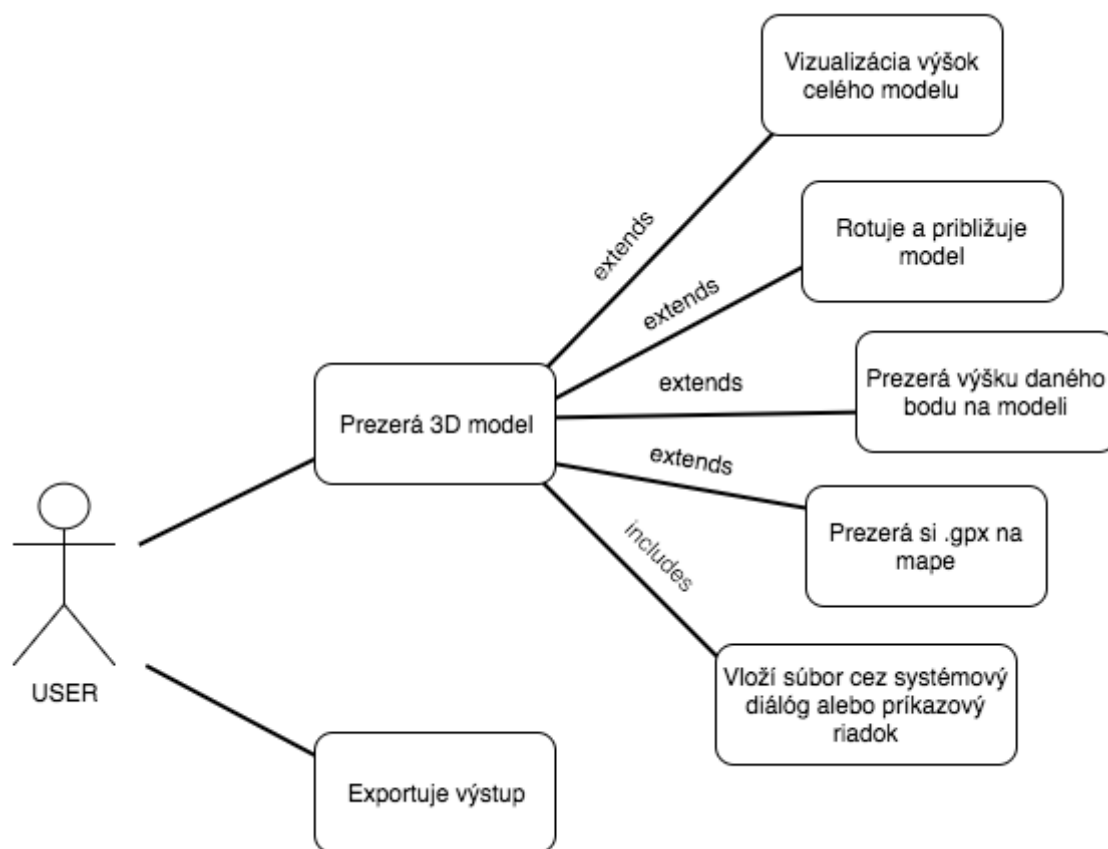 Vizualizácia výšok
celého modelu
extends
Rotuje a približuje
model
extends
extends
Prezerá výšku daného
bodu na modeli
Prezerá 3D model
extends
Prezerá si .gpx na
mape
includes
Vloží súbor cez systémový
diálóg alebo príkazový
riadok
USER
Exportuje výstup